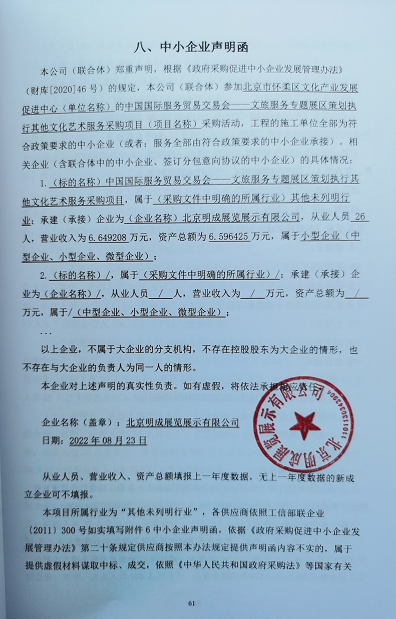 八、中小企业声明函
本公司（联合体）郑重声明，根据《政府采购促进中小企业发展管理办法》
（财库[2020]46号）的规定，本公司（联合体）参加北京市怀柔区文化产业发展
促进中心（单位名称）的中国国际服务贸易交易会——文旅服务专题展区策划执
行其他文化艺术服务采购项目（项目名称）采购活动，工程的施工单位全部为符
合政策要求的中小企业（或者：服务全部由符合政策要求的中小企业承接）。相
关企业（含联合体中的中小企业、签订分包意向协议的中小企业）的具体情况：
1.（标的名称）中国国际服务贸易交易会——文旅服务专题展区策划执行其
他文化艺术服务采购项目，属于（采购文件中明确的所属行业）其他未列明行
业；承建（承接）企业为（企业名称）北京明成展览展示有限公司，从业人员 26
人，营业收入为6.649208万元，资产总额为6.596425万元，属于小型企业（中
型企业、小型企业、微型企业）；
2.（标的名称）/，属于（采购文件中明确的所属行业）/；承建（承接）企
业为（企业名称）/，从业人员 / 人，营业收入为 / 万元，资产总额为 /
万元，属于/（中型企业、小型企业、微型企业）；
...
以上企业，不属于大企业的分支机构，不存在控股股东为大企业的情形，也
不存在与大企业的负责人为同一人的情形。
本企业对上述声明的真实性负责。如有虚假，将依法承担相应责任。
企业名称（盖章）：北京明成展览展示有限公司
日期：2022年08月23日
北京明成展览展示有限公司
从业人员、营业收入、资产总额填报上一年度数据，无上一年度数据的新成
立企业可不填报。
本项目所属行业为“其他未列明行业”，各供应商依照工信部联企业
〔2011〕300号如实填写附件6中小企业声明函，依据《政府采购促进中小企业发
展管理办法》第二十条规定供应商按照本办法规定提供声明函内容不实的，属于
提供虚假材料谋取中标、成交，依照《中华人民共和国政府采购法》等国家有关
61